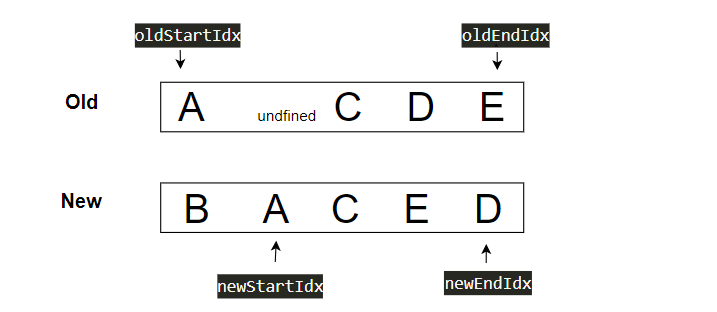 oldStartIdx oldEndIdx
Old A undfined C D E
New B A C E D
newStartIdx newEndIdx